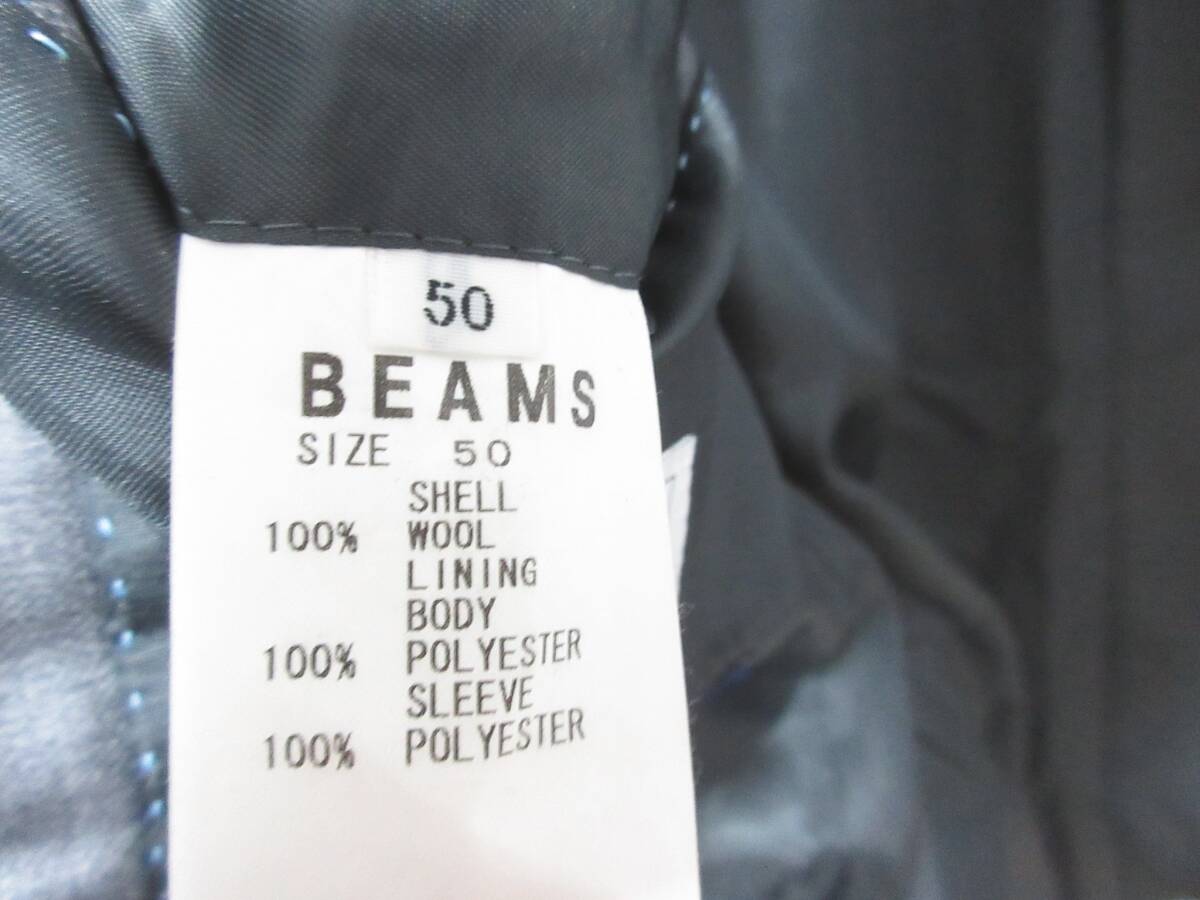 50
BEAMS
SIZE 50
SHELL
100% WOOL
LINING
BODY
100% POLYESTER
SLEEVE
100% POLYESTER